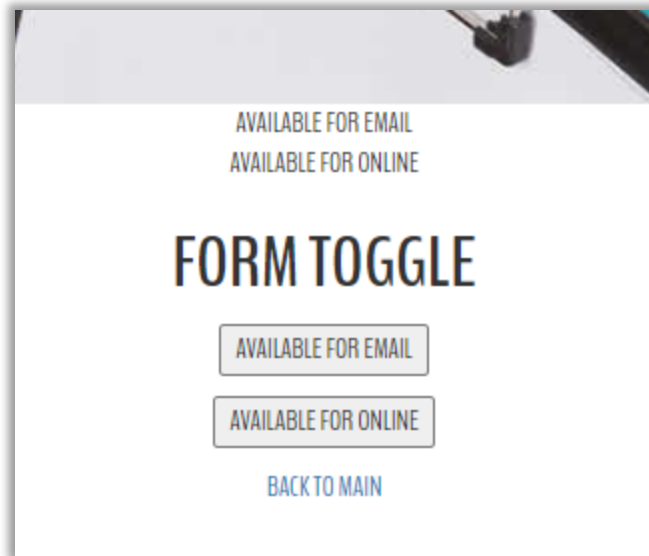 AVAILABLE FOR EMAIL
AVAILABLE FOR ONLINE
FORM TOGGLE
AVAILABLE FOR EMAIL
AVAILABLE FOR ONLINE
BACK TO MAIN